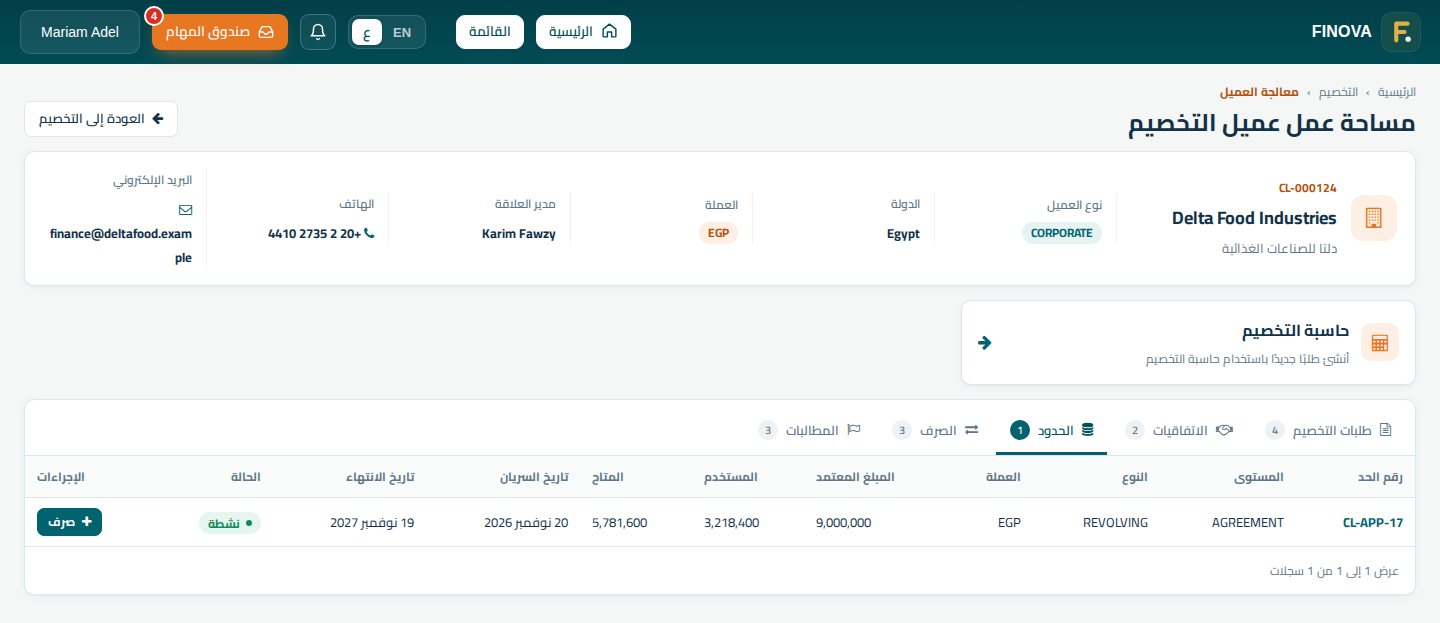 FINOVA
الرئيسية
القائمة
EN
ع
صندوق المهام
4
Mariam Adel
الرئيسية › التخصيم › معالجة العميل
مساحة عمل عميل التخصيم
العودة إلى التخصيم
CL-000124
Delta Food Industries
دلتا للصناعات الغذائية
نوع العميل
CORPORATE
الدولة
Egypt
العملة
EGP
مدير العلاقة
Karim Fawzy
الهاتف
+20 2 2735 4410
البريد الإلكتروني
finance@deltafood.exam
ple
حاسبة التخصيم
أنشئ طلبًا جديدًا باستخدام حاسبة التخصيم
طلبات التخصيم 4
الاتفاقيات 2
الحدود 1
الصرف 3
المطالبات 3
رقم الحد المستوى النوع العملة المبلغ المعتمد المستخدم المتاح تاريخ السريان تاريخ الانتهاء الحالة الإجراءات
CL-APP-17 AGREEMENT REVOLVING EGP 9,000,000 3,218,400 5,781,600 20 نوفمبر 2026 19 نوفمبر 2027 نشطة صرف
عرض 1 إلى 1 من 1 سجلات